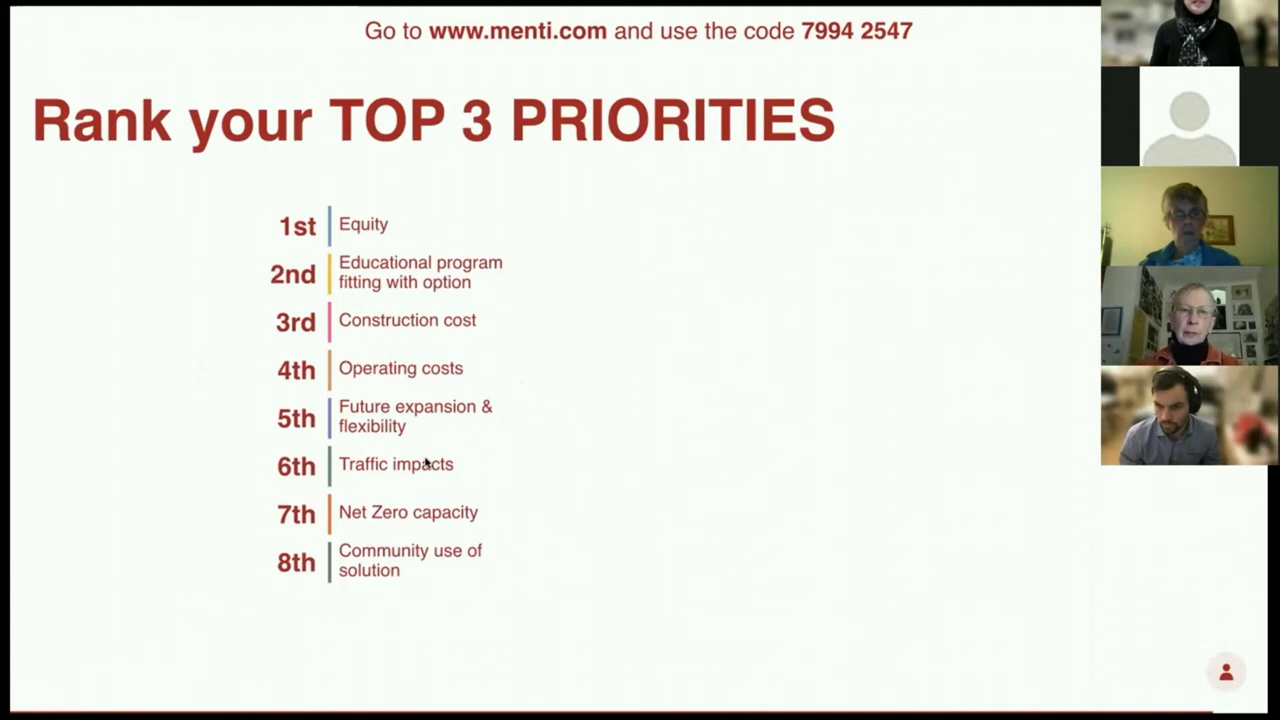 Go to www.menti.com and use the code 7994 2547
Rank your TOP 3 PRIORITIES
1st Equity
2nd Educational program
fitting with option
3rd Construction cost
4th Operating costs
5th Future expansion &
flexibility
6th Traffic impacts
7th Net Zero capacity
8th Community use of
solution